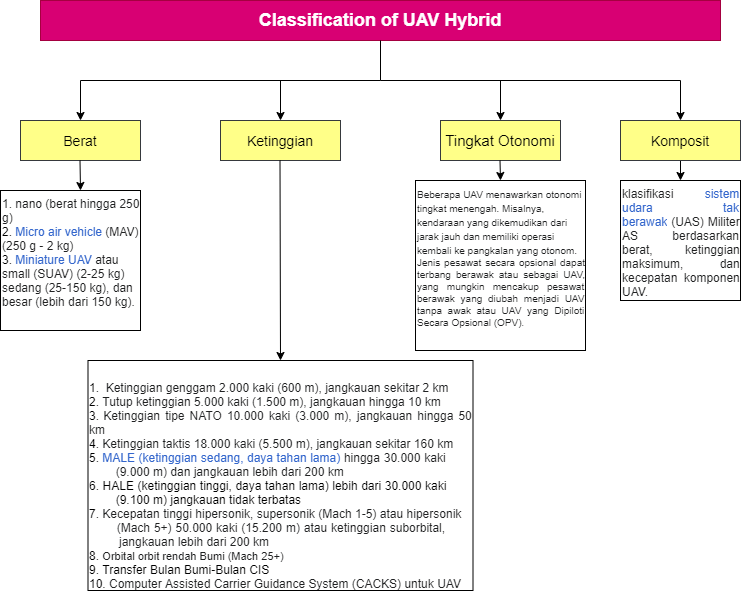 Classification of UAV Hybrid
Berat
Ketinggian
Tingkat Otonomi
Komposit
1. nano (berat hingga 250
g)
2. Micro air vehicle (MAV)
(250 g - 2 kg)
3. Miniature UAV atau
small (SUAV) (2-25 kg)
sedang (25-150 kg), dan
besar (lebih dari 150 kg).
Beberapa UAV menawarkan otonomi
tingkat menengah. Misalnya,
kendaraan yang dikemudikan dari
jarak jauh dan memiliki operasi
kembali ke pangkalan yang otonom.
Jenis pesawat secara opsional dapat
terbang berawak atau sebagai UAV,
yang mungkin mencakup pesawat
berawak yang diubah menjadi UAV
tanpa awak atau UAV yang Dipiloti
Secara Opsional (OPV).
klasifikasi sistem
udara tak
berawak (UAS) Militer
AS berdasarkan
berat, ketinggian
maksimum, dan
kecepatan komponen
UAV.
1. Ketinggian genggam 2.000 kaki (600 m), jangkauan sekitar 2 km
2. Tutup ketinggian 5.000 kaki (1.500 m), jangkauan hingga 10 km
3. Ketinggian tipe NATO 10.000 kaki (3.000 m), jangkauan hingga 50
km
4. Ketinggian taktis 18.000 kaki (5.500 m), jangkauan sekitar 160 km
5. MALE (ketinggian sedang, daya tahan lama) hingga 30.000 kaki
(9.000 m) dan jangkauan lebih dari 200 km
6. HALE (ketinggian tinggi, daya tahan lama) lebih dari 30.000 kaki
(9.100 m) jangkauan tidak terbatas
7. Kecepatan tinggi hipersonik, supersonik (Mach 1-5) atau hipersonik
(Mach 5+) 50.000 kaki (15.200 m) atau ketinggian suborbital,
jangkauan lebih dari 200 km
8. Orbital orbit rendah Bumi (Mach 25+)
9. Transfer Bulan Bumi-Bulan CIS
10. Computer Assisted Carrier Guidance System (CACKS) untuk UAV